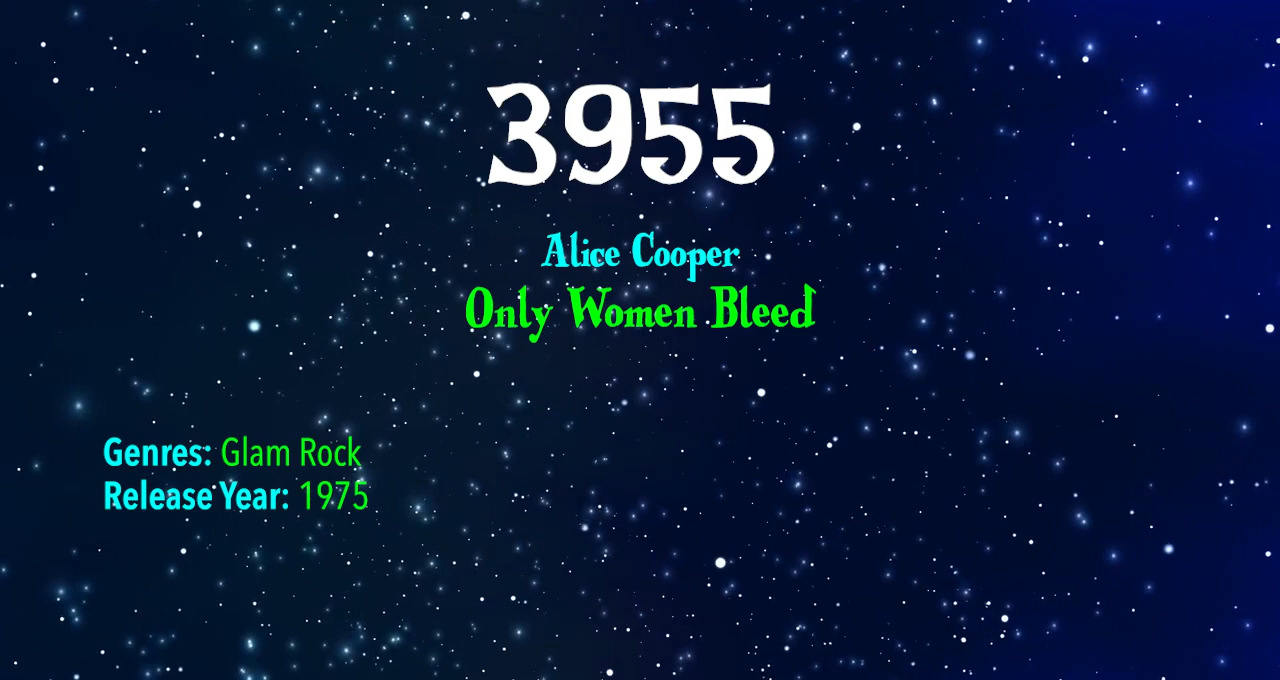 3955
Alice Cooper
Only Women Bleed
Genres: Glam Rock
Release Year: 1975